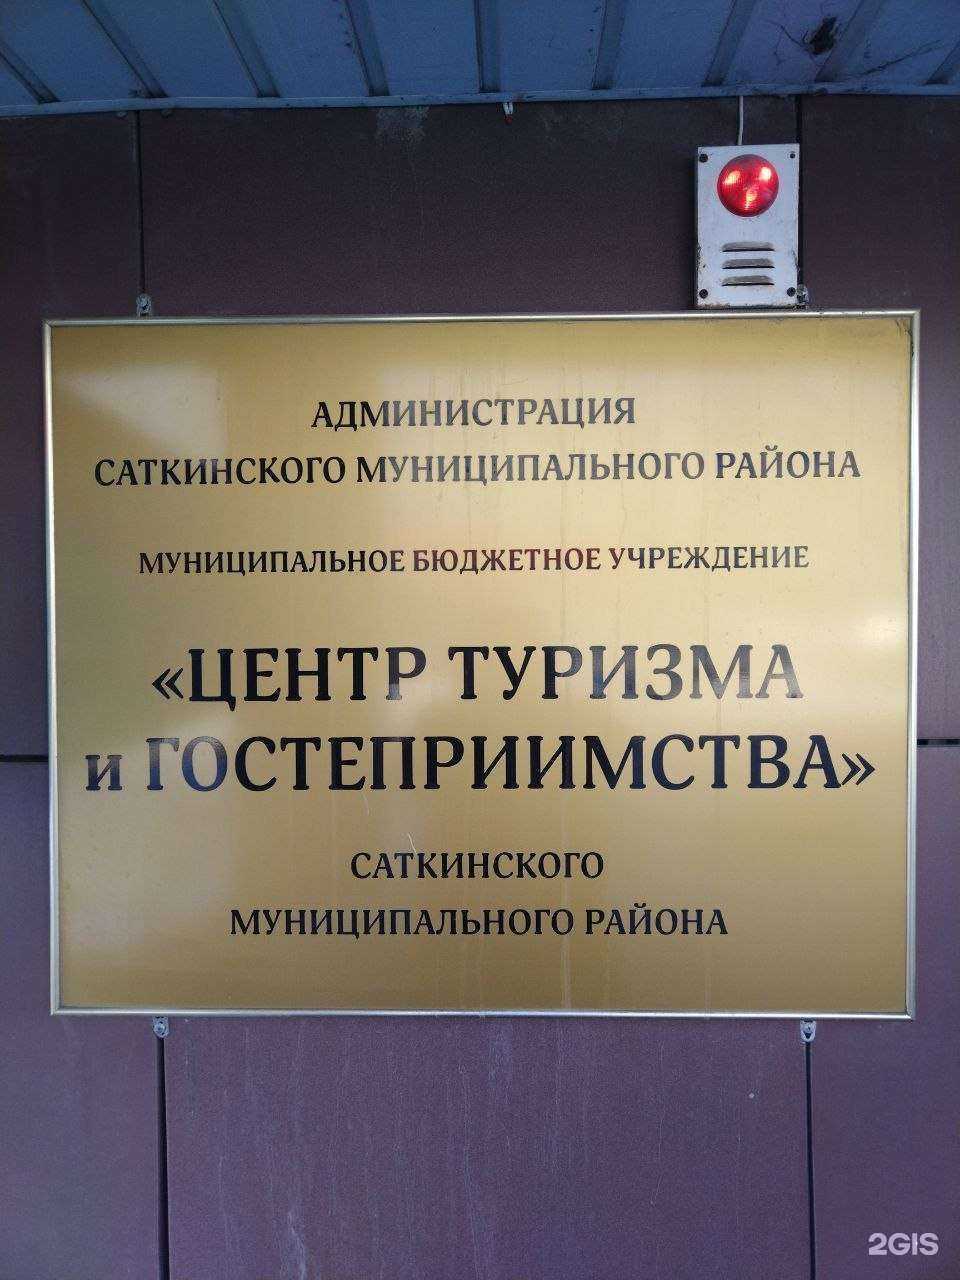 АДМИНИСТРАЦИЯ
САТКИНСКОГО МУНИЦИПАЛЬНОГО РАЙОНА
МУНИЦИПАЛЬНОЕ БЮДЖЕТНОЕ УЧРЕЖДЕНИЕ
«ЦЕНТР ТУРИЗМА
и ГОСТЕПРИИМСТВА»
САТКИНСКОГО
МУНИЦИПАЛЬНОГО РАЙОНА
2GIS